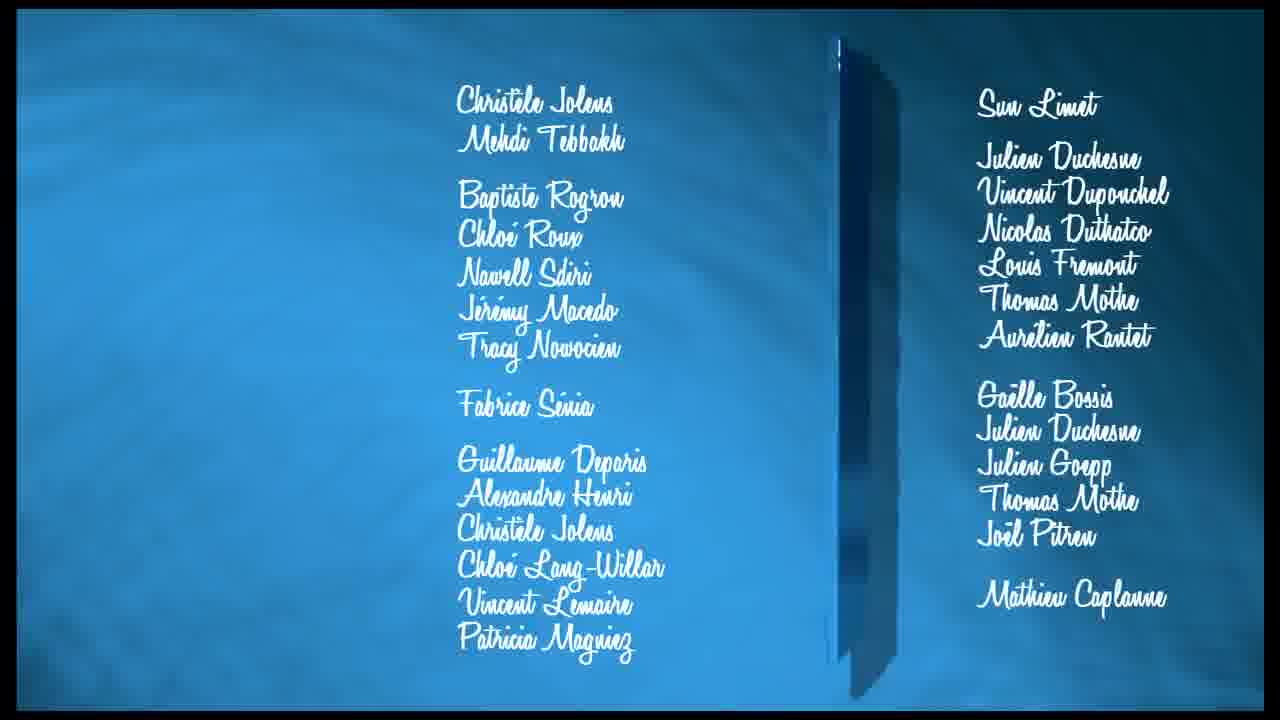 Christèle Jolens
Mehdi Tebbakh
Baptiste Rogron
Chloé Roux
Nawell Sdiri
Jérémy Macedo
Tracy Nowocien
Fabrice Sénia
Guillaume Deparis
Alexandre Henri
Christèle Jolens
Chloé Lang-Willar
Vincent Lemaire
Patricia Magniez
Sun Limet
Julien Duchesne
Vincent Duponchel
Nicolas Duthatco
Louis Fremont
Thomas Mothe
Aurélien Rantet
Gaëlle Bossis
Julien Duchesne
Julien Goepp
Thomas Mothe
Joël Pitren
Mathieu Caplanne